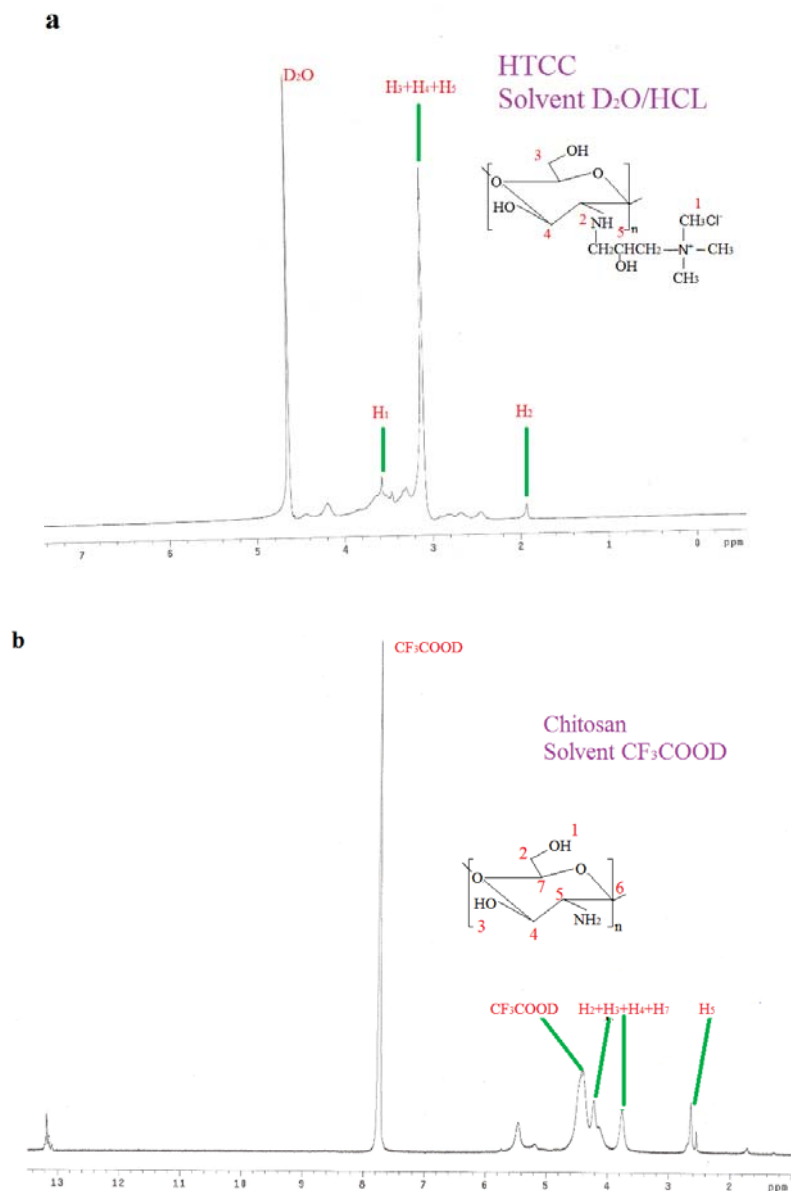 a
D₂O
H₃+H₄+H₅
HTCC
Solvent D₂O/HCL
3
OH
O
O
HO
n
1
2
NH
5
4
CH₃Cl⁻
CH₂CHCH₂
N⁺
CH₃
OH
CH₃
H₁
H₂
7
6
5
4
3
2
1
0
ppm
b
CF₃COOD
Chitosan
Solvent CF₃COOD
1
2
OH
O
O
7
6
5
HO
NH₂
n
3
4
CF₃COOD
H₂+H₃+H₄+H₇
H₅
13
12
11
10
9
8
7
6
5
4
3
2
ppm